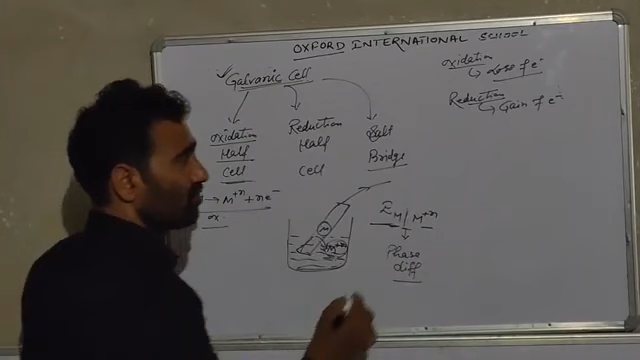 OXFORD INTERNATIONAL SCHOOL
Galvanic Cell
oxidation
↳ Loss of e⁻
Reduction
↳ Gain of e⁻
oxidation
Half
Cell
Reduction
Half
Cell
Salt
Bridge
→ M⁺ⁿ + ne⁻
ox.
M
M⁺ⁿ
E M / M⁺ⁿ
Phase
diff